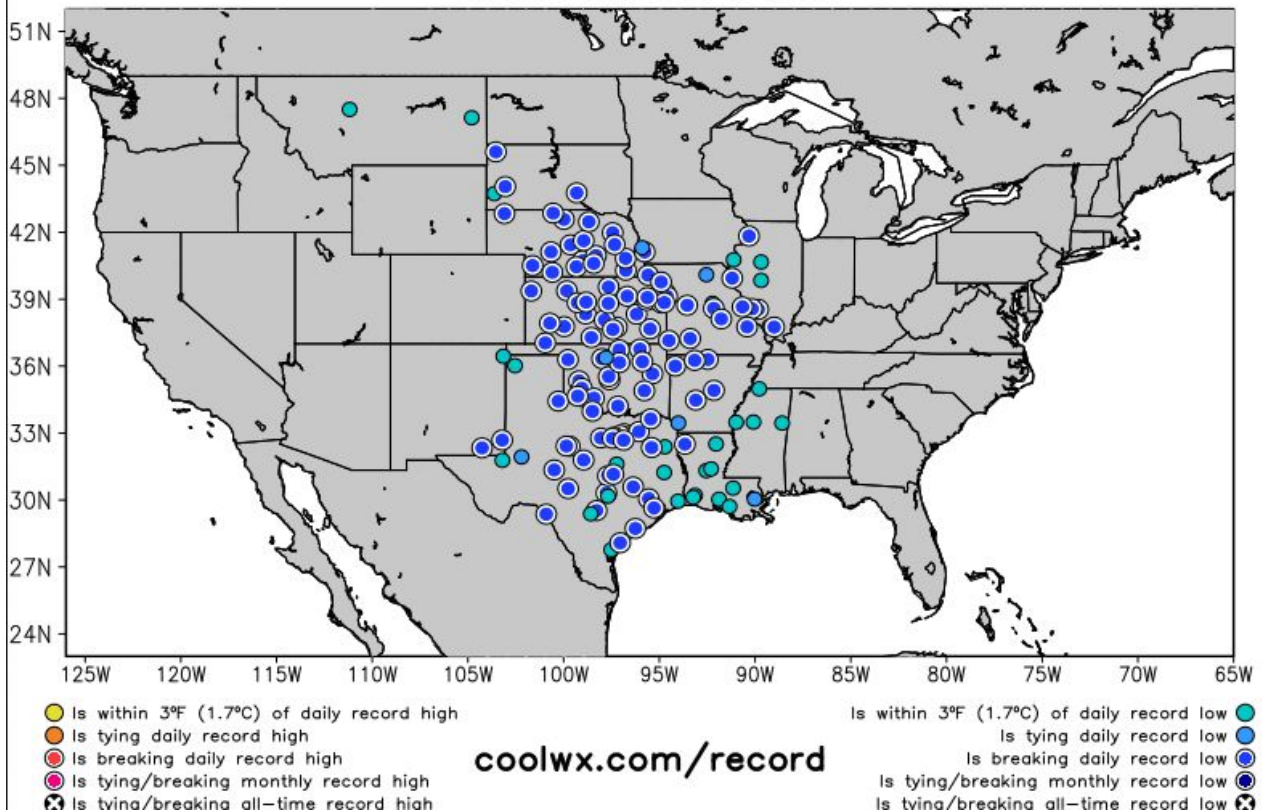 51N
48N
45N
42N
39N
36N
33N
30N
27N
24N
125W 120W 115W 110W 105W 100W 95W 90W 85W 80W 75W 70W 65W
Is within 3ºF (1.7ºC) of daily record high
Is tying daily record high
Is breaking daily record high
Is tying/breaking monthly record high
Is tying/breaking all-time record high
coolwx.com/record
Is within 3ºF (1.7ºC) of daily record low
Is tying daily record low
Is breaking daily record low
Is tying/breaking monthly record low
Is tying/breaking all-time record low